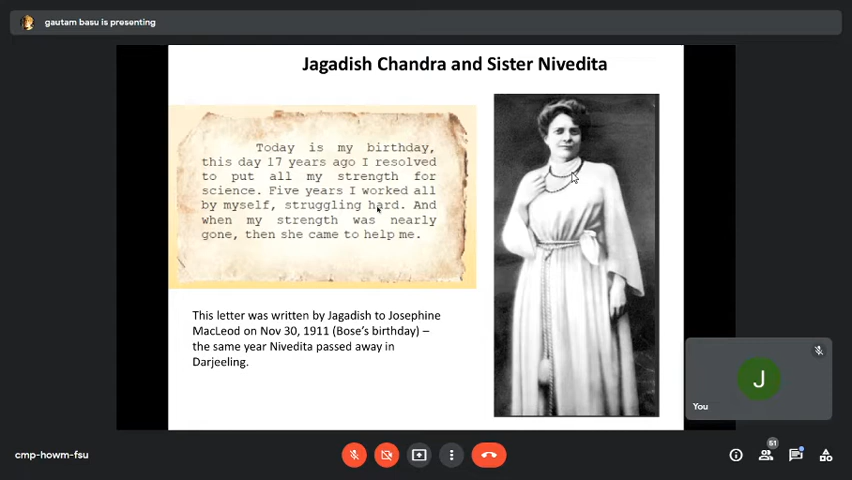 gautam basu is presenting
Jagadish Chandra and Sister Nivedita
Today is my birthday,
this day 17 years ago I resolved
to put all my strength for
science. Five years I worked all
by myself, struggling hard. And
when my strength was nearly
gone, then she came to help me.
This letter was written by Jagadish to Josephine
MacLeod on Nov 30, 1911 (Bose's birthday) –
the same year Nivedita passed away in
Darjeeling.
J
You
cmp-howm-fsu
51